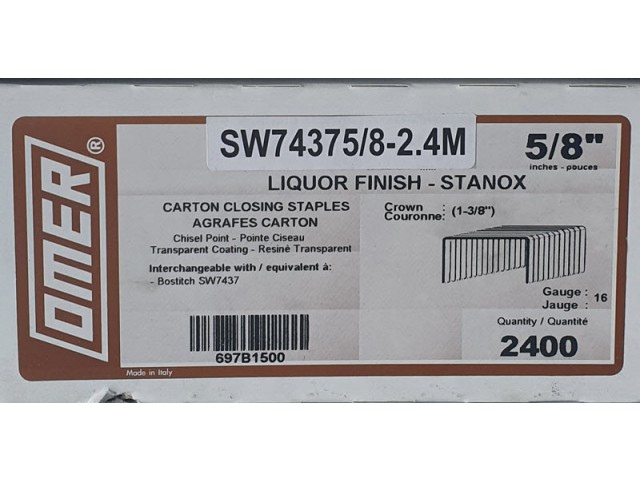 OMER®
SW74375/8-2.4M
5/8"
inches - pouces
LIQUOR FINISH - STANOX
CARTON CLOSING STAPLES
AGRAFES CARTON
Chisel Point - Pointe Ciseau
Transparent Coating - Resiné Transparent
Interchangeable with / equivalent à:
- Bostitch SW7437
Crown
Couronne: (1-3/8")
Gauge :
Jauge : 16
Quantity / Quantité
2400
697B1500
Made in Italy